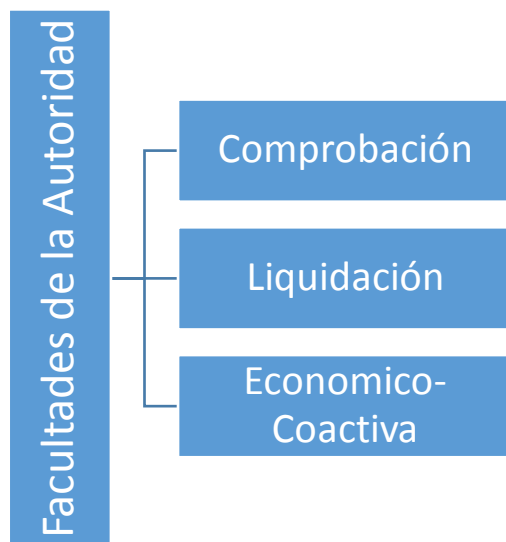 Facultades de la Autoridad
Comprobación
Liquidación
Economico-
Coactiva